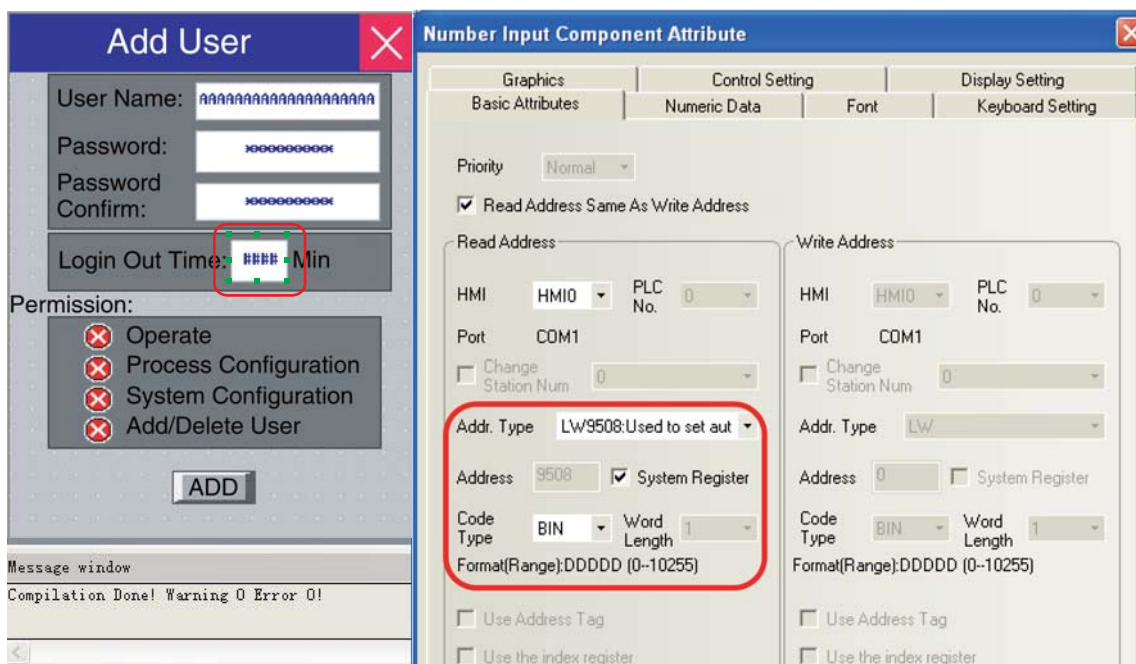 Add User
User Name: AAAAAAAAAAAAAAAAAAAA
Password: **********
Password
Confirm: **********
Login Out Time: #### Min
Permission:
Operate
Process Configuration
System Configuration
Add/Delete User
ADD
Message window
Compilation Done! Warning 0 Error 0!
Number Input Component Attribute
Graphics Control Setting Display Setting
Basic Attributes Numeric Data Font Keyboard Setting
Priority Normal
Read Address Same As Write Address
Read Address
HMI HMI0 PLC No. 0
Port COM1
Change Station Num 0 0
Addr. Type LW9508:Used to set aut
Address 9508 System Register
Code Type BIN Word Length 1
Format(Range):DDDDD (0--10255)
Use Address Tag
Use the index register
Write Address
HMI HMI0 PLC No. 0
Port COM1
Change Station Num 0 0
Addr. Type LW
Address 0 System Register
Code Type BIN Word Length 1
Format(Range):DDDDD (0--10255)
Use Address Tag
Use the index register